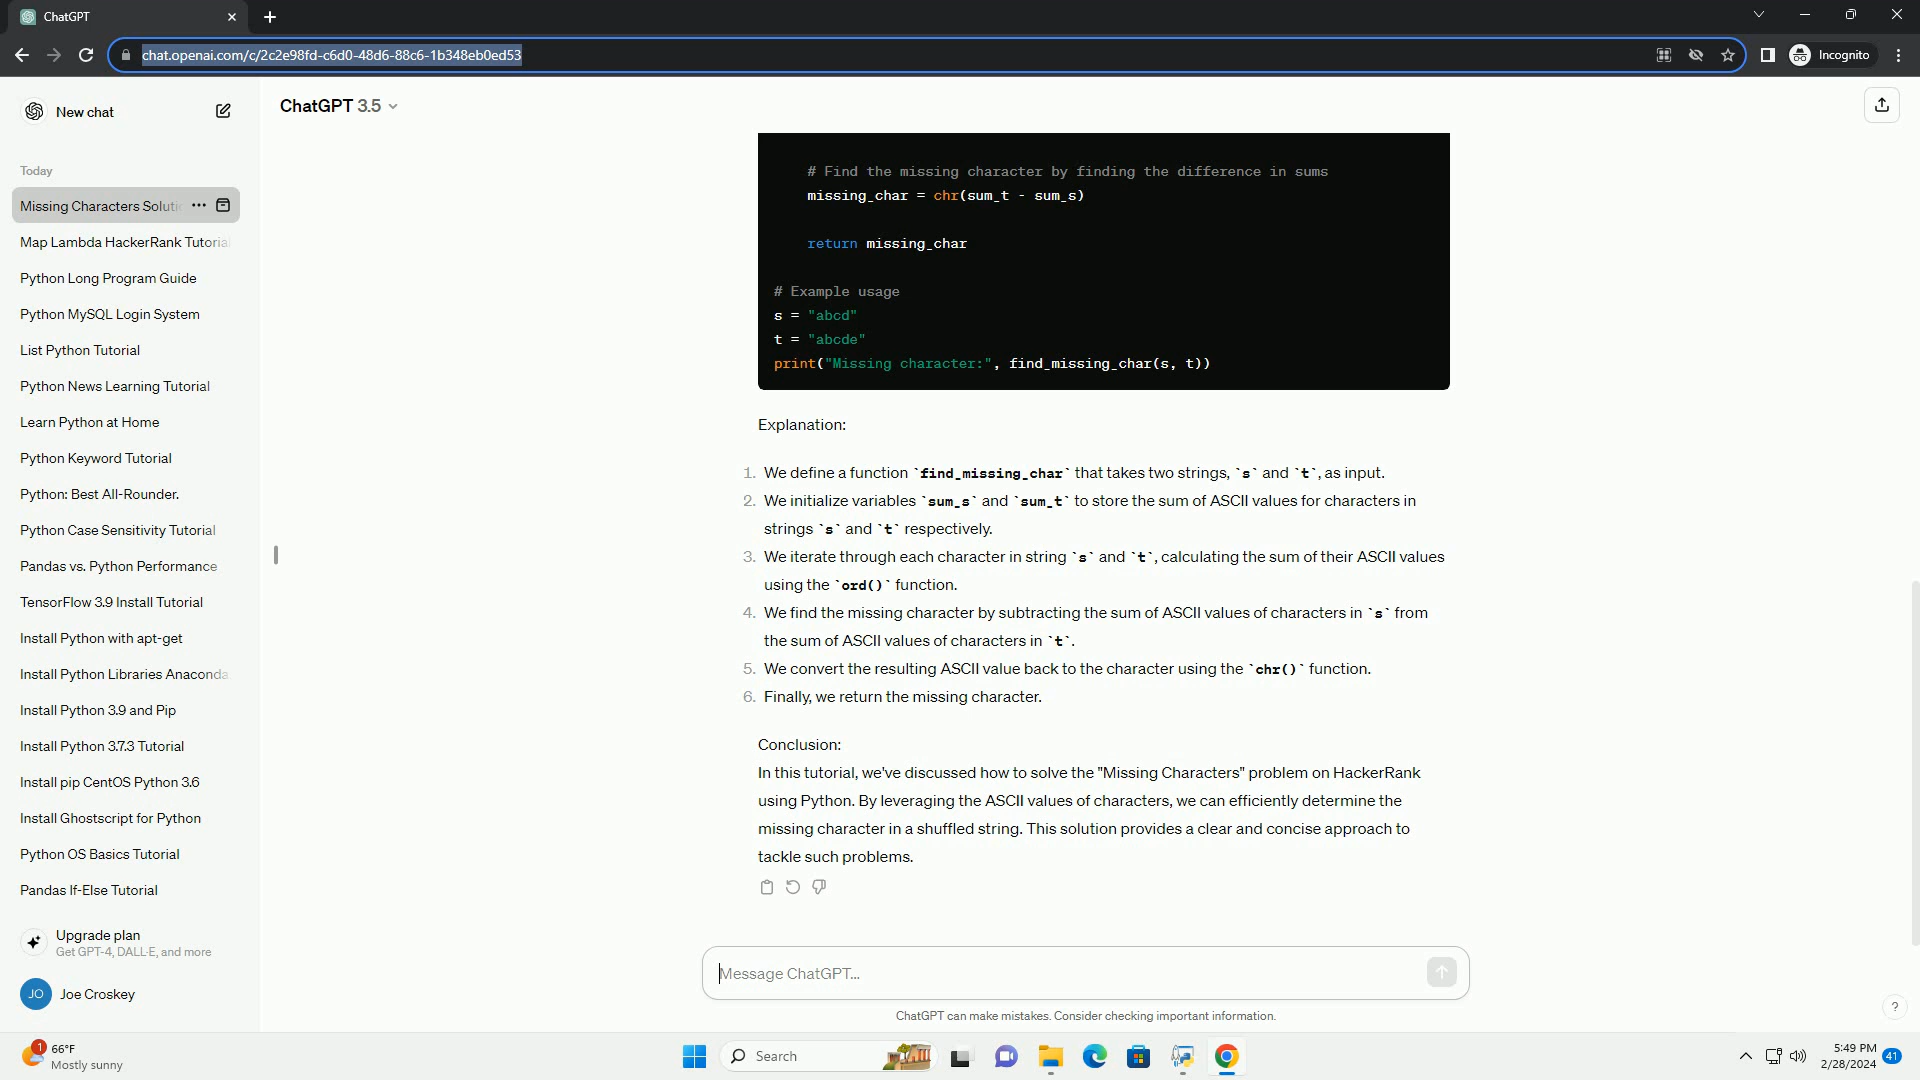 ChatGPT
chat.openai.com/c/2c2e98fd-c6d0-48d6-88c6-1b348eb0ed53
Incognito
New chat
Today
Missing Characters Soluti
Map Lambda HackerRank Tutoria
Python Long Program Guide
Python MySQL Login System
List Python Tutorial
Python News Learning Tutorial
Learn Python at Home
Python Keyword Tutorial
Python: Best All-Rounder.
Python Case Sensitivity Tutorial
Pandas vs. Python Performance
TensorFlow 3.9 Install Tutorial
Install Python with apt-get
Install Python Libraries Anaconda
Install Python 3.9 and Pip
Install Python 3.7.3 Tutorial
Install pip CentOS Python 3.6
Install Ghostscript for Python
Python OS Basics Tutorial
Pandas If-Else Tutorial
Upgrade plan
Get GPT-4, DALL·E, and more
JO Joe Croskey
ChatGPT 3.5
# Find the missing character by finding the difference in sums
missing_char = chr(sum_t - sum_s)
return missing_char
# Example usage
s = "abcd"
t = "abcde"
print("Missing character:", find_missing_char(s, t))
Explanation:
1. We define a function `find_missing_char` that takes two strings, `s` and `t`, as input.
2. We initialize variables `sum_s` and `sum_t` to store the sum of ASCII values for characters in
strings `s` and `t` respectively.
3. We iterate through each character in string `s` and `t`, calculating the sum of their ASCII values
using the `ord()` function.
4. We find the missing character by subtracting the sum of ASCII values of characters in `s` from
the sum of ASCII values of characters in `t`.
5. We convert the resulting ASCII value back to the character using the `chr()` function.
6. Finally, we return the missing character.
Conclusion:
In this tutorial, we've discussed how to solve the "Missing Characters" problem on HackerRank
using Python. By leveraging the ASCII values of characters, we can efficiently determine the
missing character in a shuffled string. This solution provides a clear and concise approach to
tackle such problems.
Message ChatGPT...
ChatGPT can make mistakes. Consider checking important information.
?
1
66°F
Mostly sunny
Search
5:49 PM
2/28/2024
41